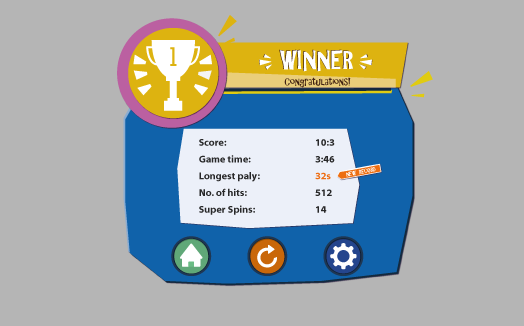 1
WINNER
CONGRATULATIONS!
Score: 10:3
Game time: 3:46
Longest paly: 32s NEW RECORD
No. of hits: 512
Super Spins: 14